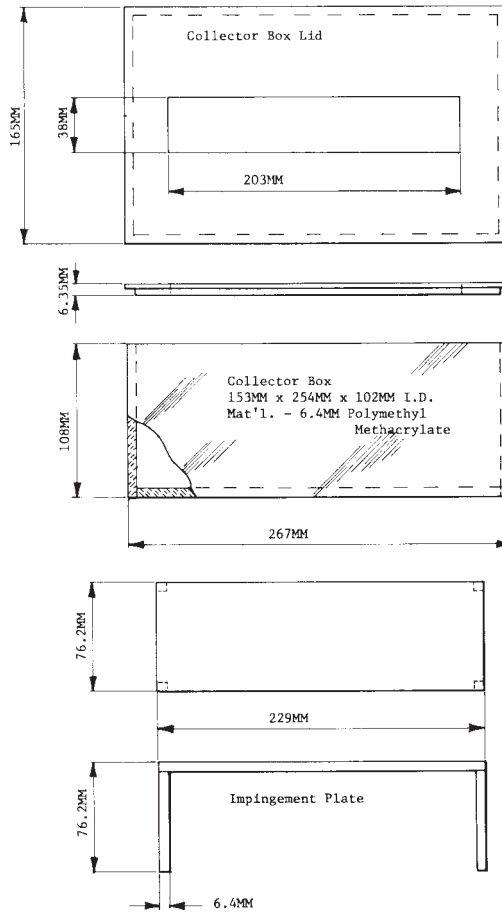 Collector Box Lid
165MM
38MM
203MM
6.35MM
Collector Box
153MM x 254MM x 102MM I.D.
Mat'l. - 6.4MM Polymethyl
Methacrylate
108MM
267MM
76.2MM
229MM
76.2MM
Impingement Plate
6.4MM